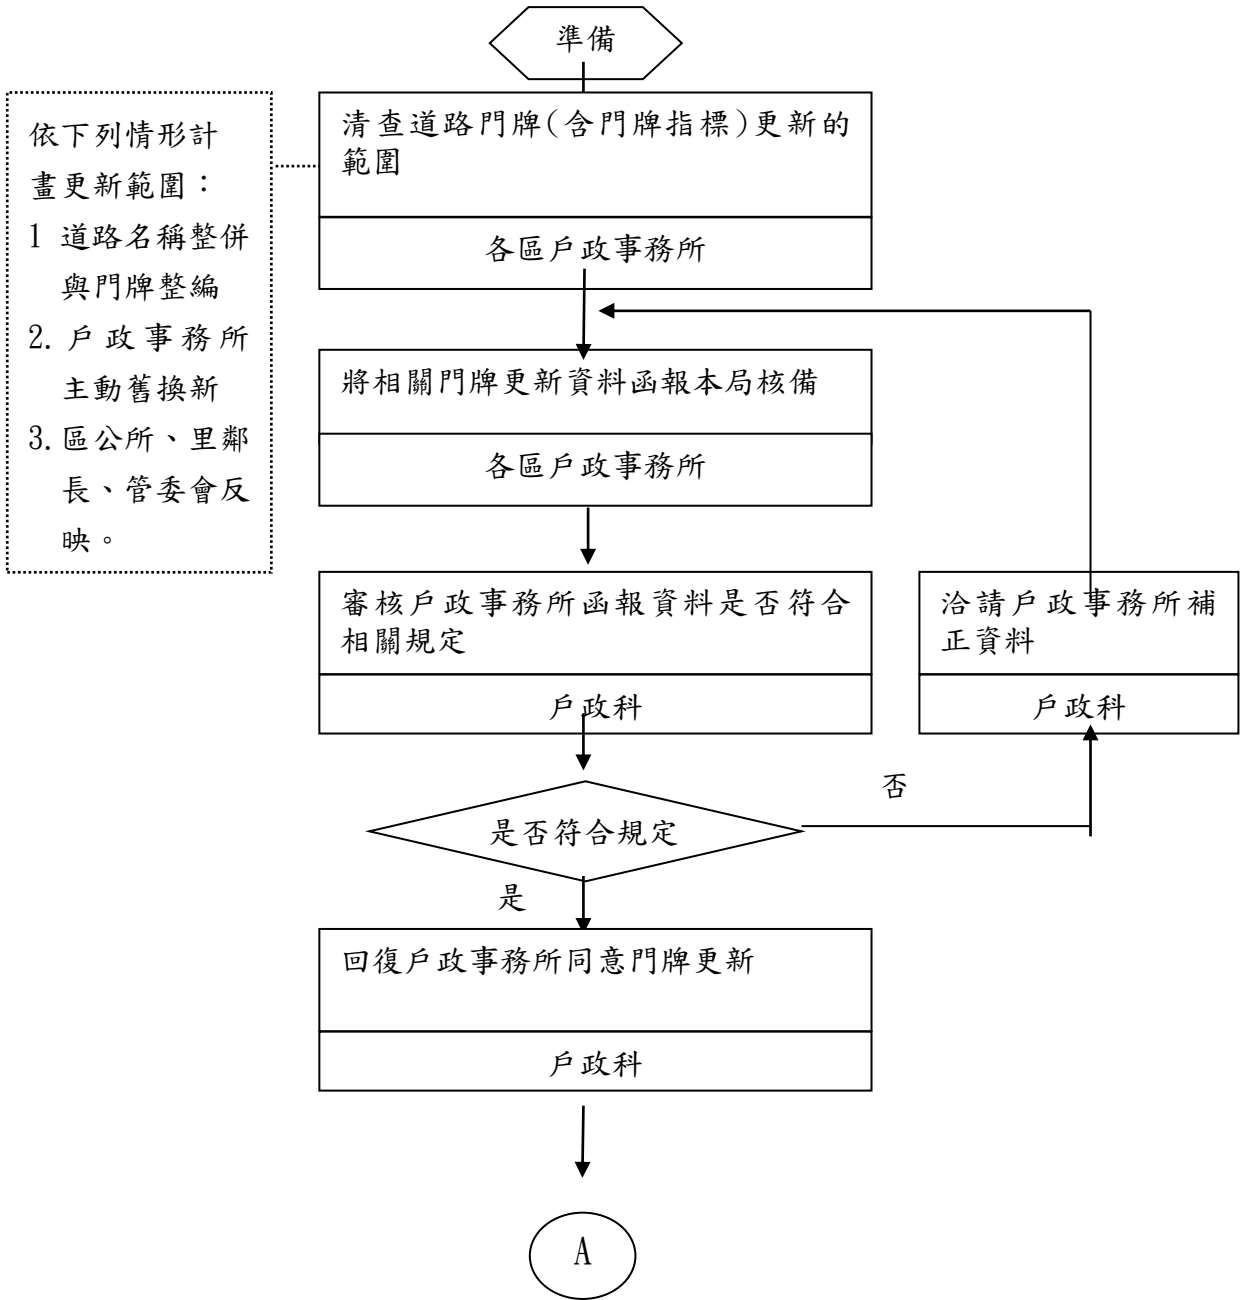 準備
清查道路門牌(含門牌指標)更新的
範圍
各區戶政事務所
依下列情形計
畫更新範圍：
1 道路名稱整併
與門牌整編
2. 戶政事務所
主動舊換新
3. 區公所、里鄰
長、管委會反
映。
將相關門牌更新資料函報本局核備
各區戶政事務所
審核戶政事務所函報資料是否符合
相關規定
戶政科
洽請戶政事務所補
正資料
戶政科
是否符合規定
否
是
回復戶政事務所同意門牌更新
戶政科
A